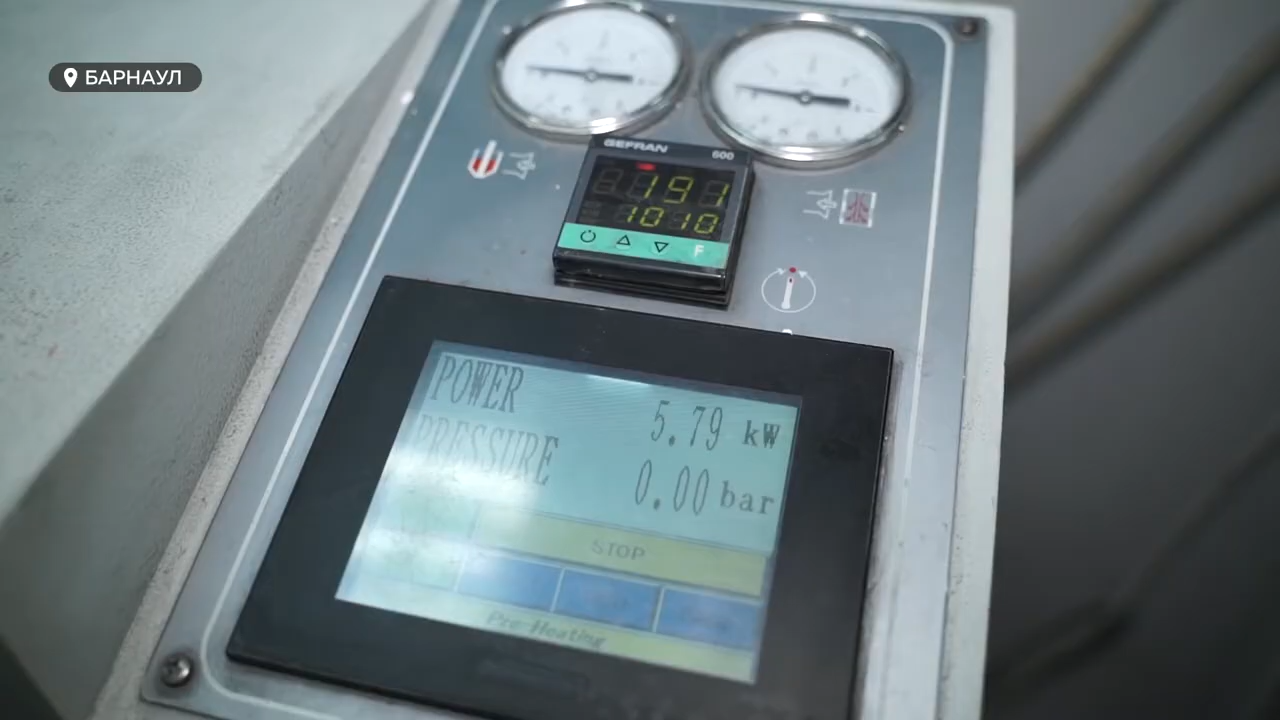 БАРНАУЛ
GEFRAN 600
191
1010
F
POWER 5.79 kW
PRESSURE 0.00 bar
STOP
Pre-Heating